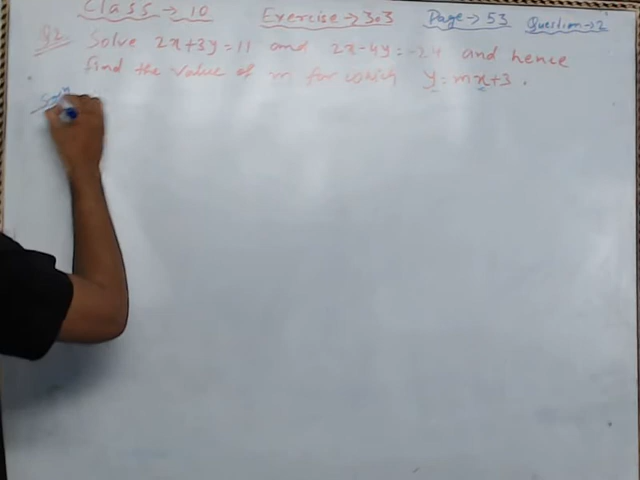 Class → 10 Exercise → 3.3 Page → 53 Question → 2
Q2 Solve 2x+3y=11 and 2x-4y=-24 and hence
find the value of m for which y=mx+3.
Solⁿ